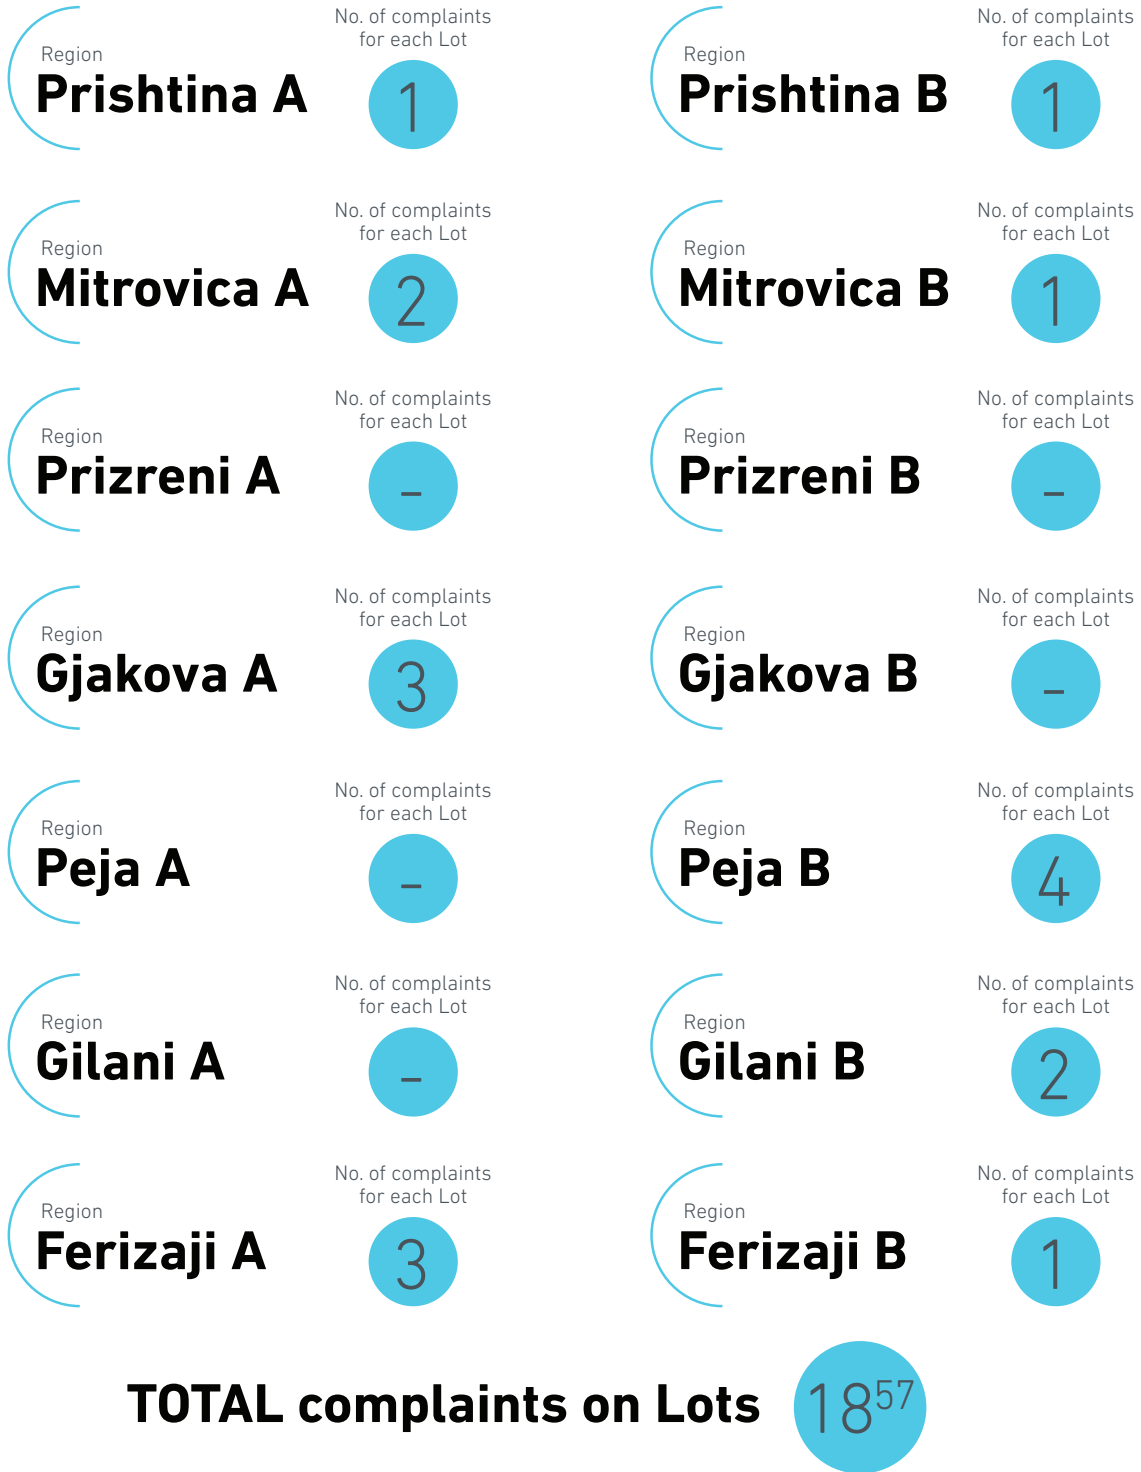 No. of complaints
for each Lot
Region
Prishtina A
1
No. of complaints
for each Lot
Region
Prishtina B
1
No. of complaints
for each Lot
Region
Mitrovica A
2
No. of complaints
for each Lot
Region
Mitrovica B
1
No. of complaints
for each Lot
Region
Prizreni A
-
No. of complaints
for each Lot
Region
Prizreni B
-
No. of complaints
for each Lot
Region
Gjakova A
3
No. of complaints
for each Lot
Region
Gjakova B
-
No. of complaints
for each Lot
Region
Peja A
-
No. of complaints
for each Lot
Region
Peja B
4
No. of complaints
for each Lot
Region
Gilani A
-
No. of complaints
for each Lot
Region
Gilani B
2
No. of complaints
for each Lot
Region
Ferizaji A
3
No. of complaints
for each Lot
Region
Ferizaji B
1
TOTAL complaints on Lots 18⁵⁷